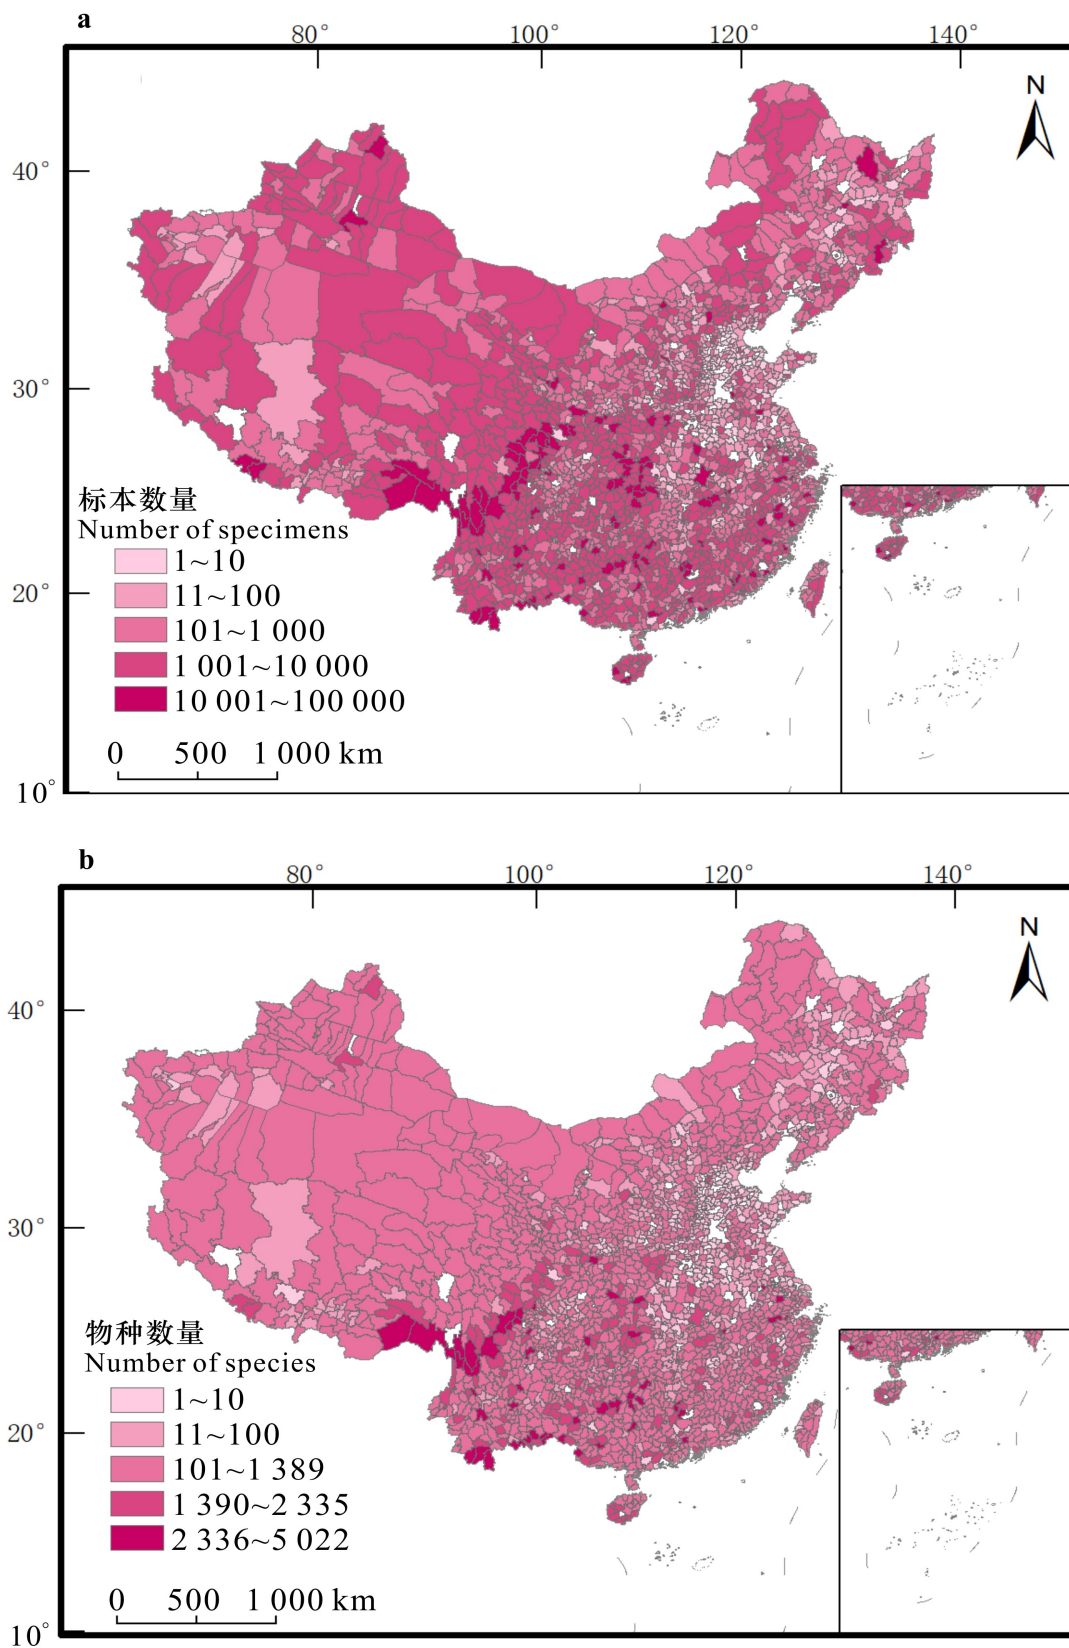 a
80° 100° 120° 140°
N
40°
30°
20°
10°
标本数量
Number of specimens
1~10
11~100
101~1 000
1 001~10 000
10 001~100 000
0 500 1 000 km
b
80° 100° 120° 140°
N
40°
30°
20°
10°
物种数量
Number of species
1~10
11~100
101~1 389
1 390~2 335
2 336~5 022
0 500 1 000 km